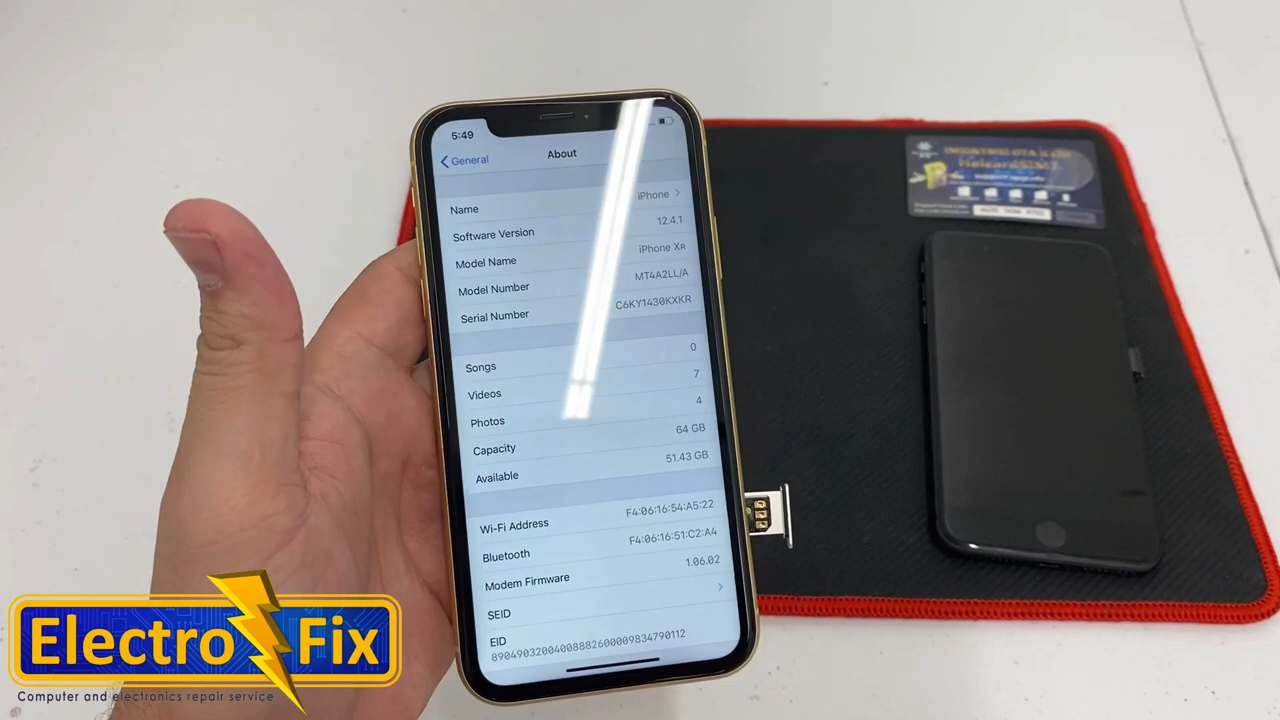 5:49
General
About
Name
iPhone
Software Version
12.4.1
Model Name
iPhone XR
Model Number
MT4A2LL/A
Serial Number
C6KY1430KXKR
Songs
0
Videos
7
Photos
4
Capacity
64 GB
Available
51.43 GB
Wi-Fi Address
F4:06:16:54:A5:22
Bluetooth
F4:06:16:51:C2:A4
Modem Firmware
1.06.02
SEID
EID
89049032004008882600009834790112
support upgrade
Electro Fix
Computer and electronics repair service